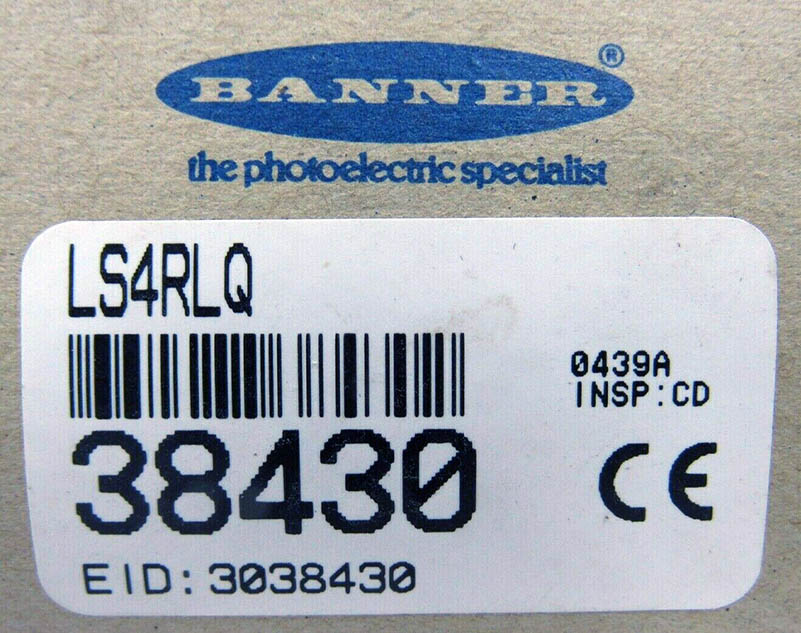 BANNER®
the photoelectric specialist
LS4RLQ
0439A
INSP:CD
38430
CE
EID:3038430